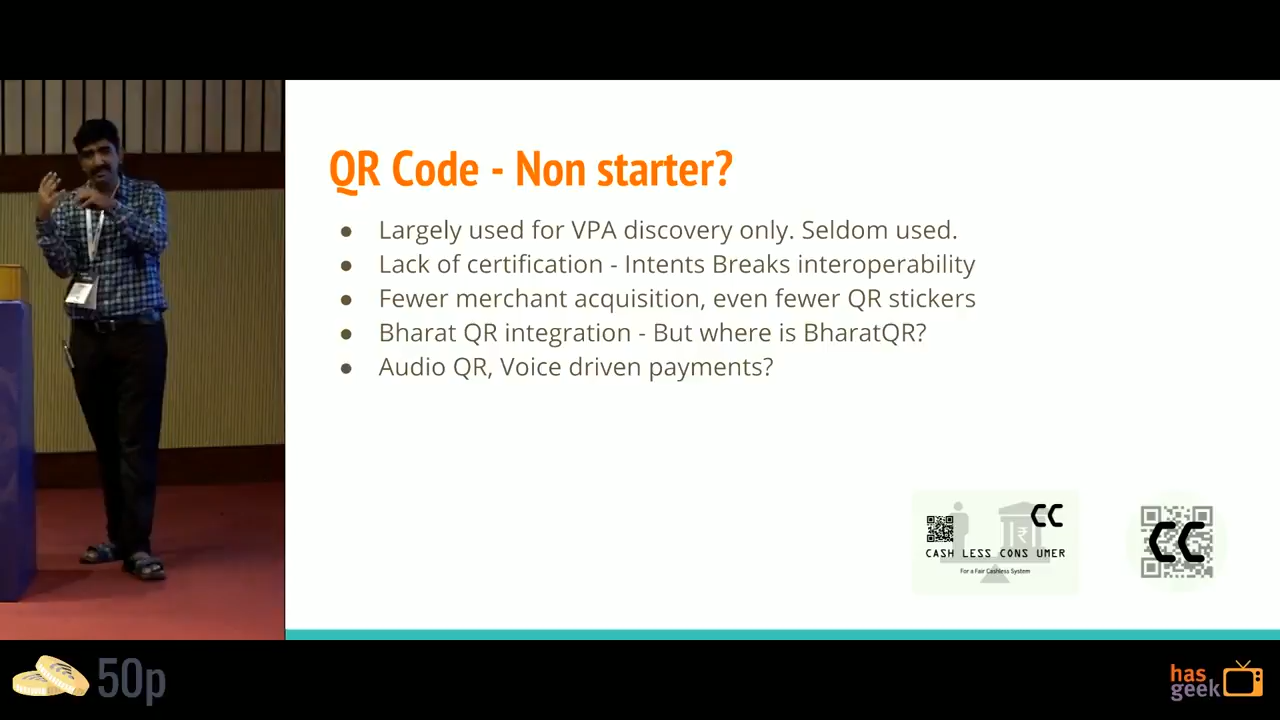 QR Code - Non starter?
● Largely used for VPA discovery only. Seldom used.
● Lack of certification - Intents Breaks interoperability
● Fewer merchant acquisition, even fewer QR stickers
● Bharat QR integration - But where is BharatQR?
● Audio QR, Voice driven payments?
CC
CASH LESS CONS UMER
For a Fair Cashless System
CC
50p
has
geek